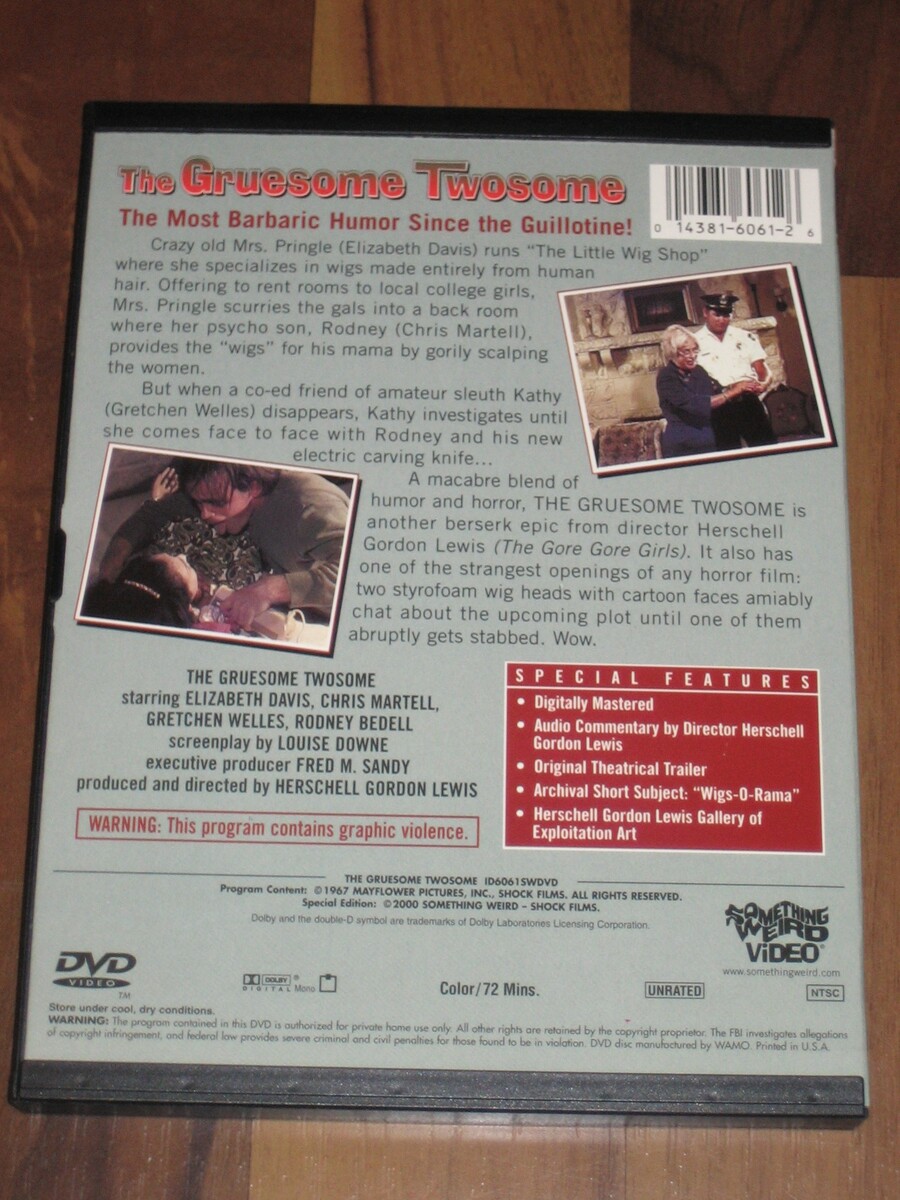 The Gruesome Twosome
The Most Barbaric Humor Since the Guillotine!
0 14381-6061-2 6
Crazy old Mrs. Pringle (Elizabeth Davis) runs "The Little Wig Shop"
where she specializes in wigs made entirely from human
hair. Offering to rent rooms to local college girls,
Mrs. Pringle scurries the gals into a back room
where her psycho son, Rodney (Chris Martell),
provides the "wigs" for his mama by gorily scalping
the women.
But when a co-ed friend of amateur sleuth Kathy
(Gretchen Welles) disappears, Kathy investigates until
she comes face to face with Rodney and his new
electric carving knife...
A macabre blend of
humor and horror, THE GRUESOME TWOSOME is
another berserk epic from director Herschell
Gordon Lewis (The Gore Gore Girls). It also has
one of the strangest openings of any horror film:
two styrofoam wig heads with cartoon faces amiably
chat about the upcoming plot until one of them
abruptly gets stabbed. Wow.
THE GRUESOME TWOSOME
starring ELIZABETH DAVIS, CHRIS MARTELL,
GRETCHEN WELLES, RODNEY BEDELL
screenplay by LOUISE DOWNE
executive producer FRED M. SANDY
produced and directed by HERSCHELL GORDON LEWIS
WARNING: This program contains graphic violence.
SPECIAL FEATURES
• Digitally Mastered
• Audio Commentary by Director Herschell
Gordon Lewis
• Original Theatrical Trailer
• Archival Short Subject: "Wigs-O-Rama"
• Herschell Gordon Lewis Gallery of
Exploitation Art
THE GRUESOME TWOSOME ID6061SWDVD
Program Content: ©1967 MAYFLOWER PICTURES, INC., SHOCK FILMS. ALL RIGHTS RESERVED.
Special Edition: ©2000 SOMETHING WEIRD – SHOCK FILMS.
Dolby and the double-D symbol are trademarks of Dolby Laboratories Licensing Corporation.
SOMETHING
WEIRD
VIDEO®
www.somethingweird.com
DVD
VIDEO
TM
DOLBY ®
DIGITAL Mono
Color/72 Mins.
UNRATED
NTSC
Store under cool, dry conditions.
WARNING: The program contained in this DVD is authorized for private home use only. All other rights are retained by the copyright proprietor. The FBI investigates allegations
of copyright infringement, and federal law provides severe criminal and civil penalties for those found to be in violation. DVD disc manufactured by WAMO. Printed in U.S.A.